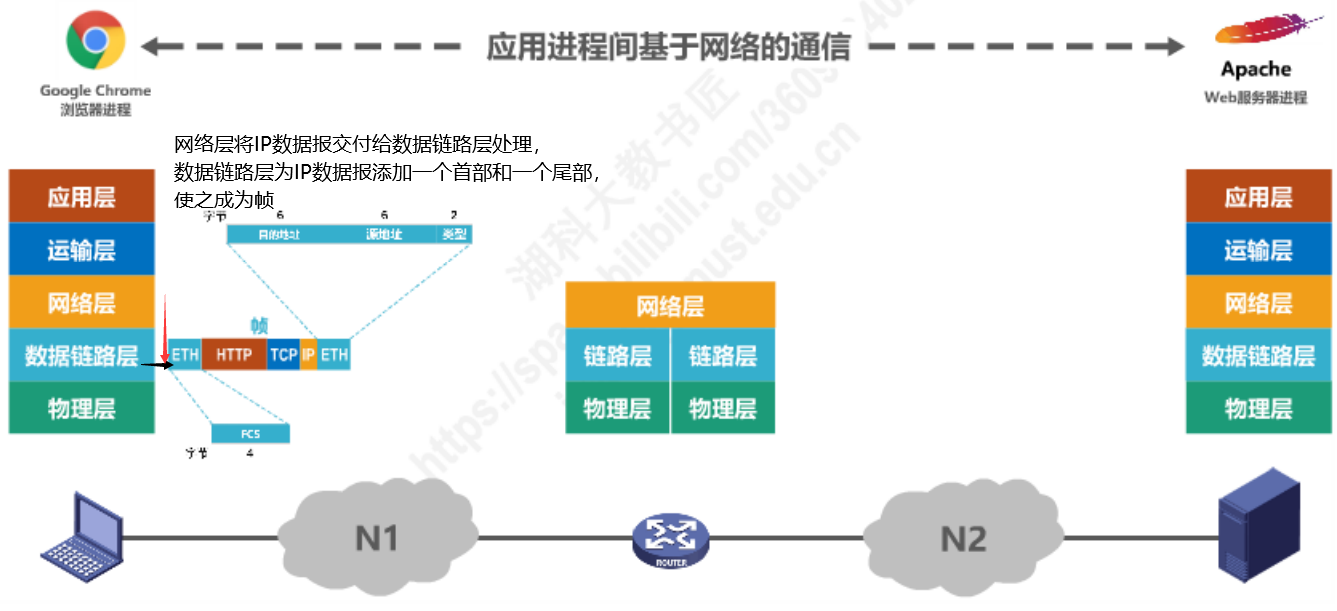 应用进程间基于网络的通信
Google Chrome
浏览器进程
Apache
Web服务器进程
网络层将IP数据报交付给数据链路层处理，
数据链路层为IP数据报添加一个首部和一个尾部，
使之成为帧
字节 6 6 2
目的地址 源地址 类型
帧
ETH HTTP TCP IP ETH
FCS
字节 4
应用层
运输层
网络层
数据链路层
物理层
网络层
链路层 链路层
物理层 物理层
应用层
运输层
网络层
数据链路层
物理层
N1
ROUTER
N2
湖科大教书匠